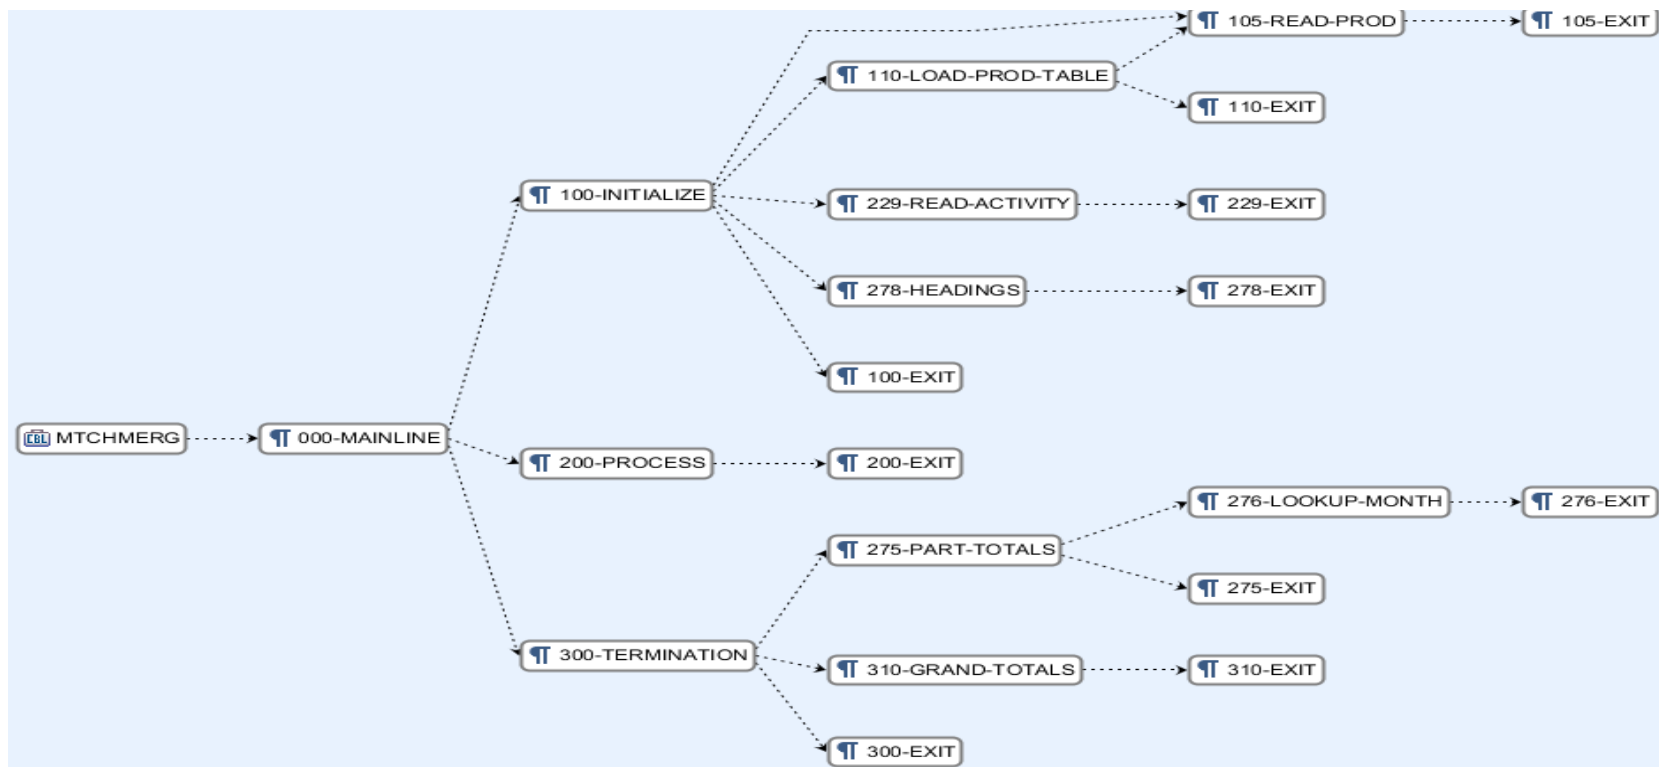 105-READ-PROD
105-EXIT
110-LOAD-PROD-TABLE
110-EXIT
100-INITIALIZE
229-READ-ACTIVITY
229-EXIT
278-HEADINGS
278-EXIT
100-EXIT
CBL MTCHMERG
000-MAINLINE
200-PROCESS
200-EXIT
276-LOOKUP-MONTH
276-EXIT
275-PART-TOTALS
275-EXIT
300-TERMINATION
310-GRAND-TOTALS
310-EXIT
300-EXIT